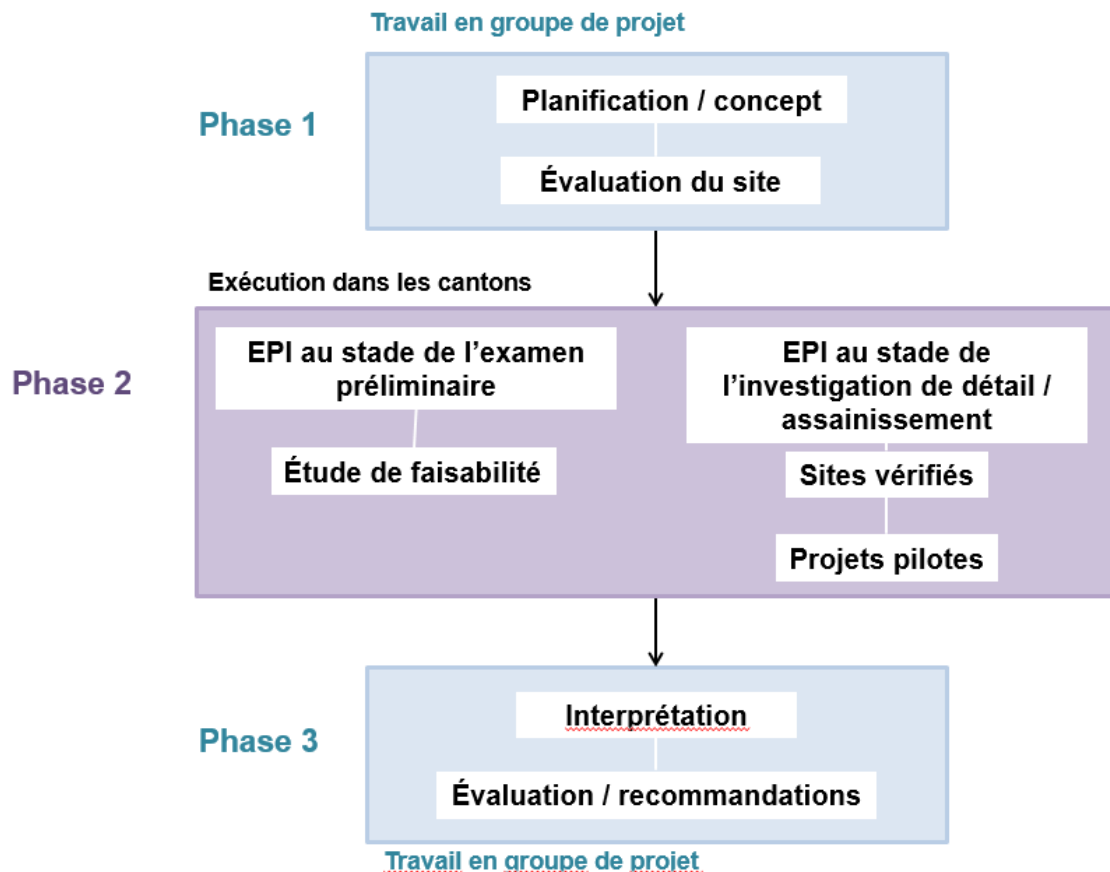 Travail en groupe de projet
Phase 1
Planification / concept
Évaluation du site
Exécution dans les cantons
Phase 2
EPI au stade de l’examen
préliminaire
Étude de faisabilité
EPI au stade de
l’investigation de détail /
assainissement
Sites vérifiés
Projets pilotes
Phase 3
Interprétation
Évaluation / recommandations
Travail en groupe de projet